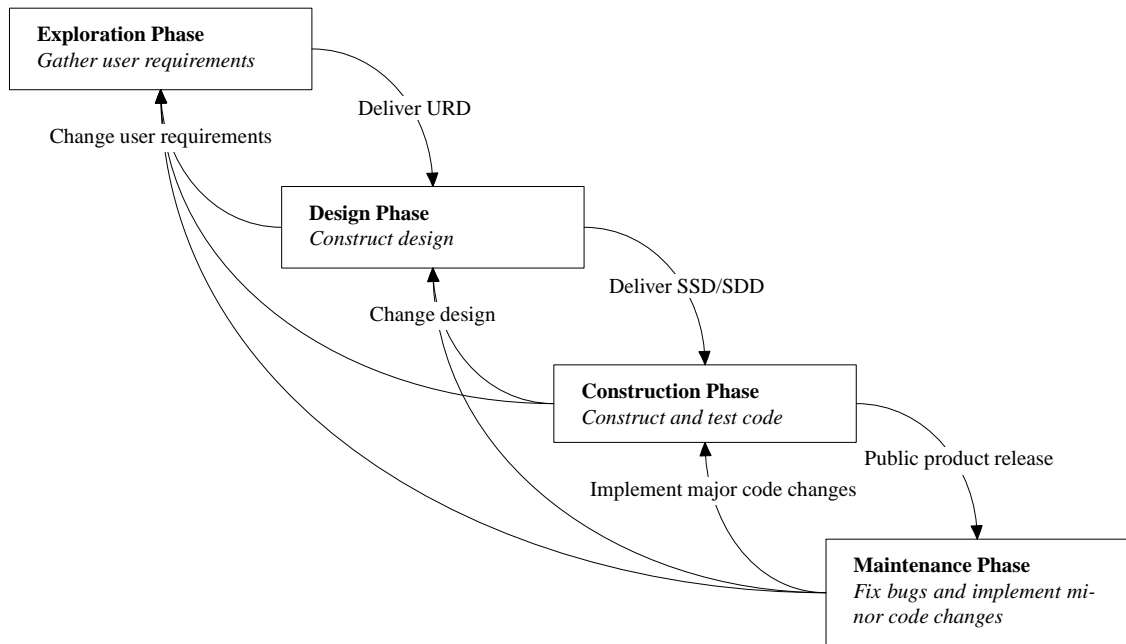 Exploration Phase
Gather user requirements
Deliver URD
Change user requirements
Design Phase
Construct design
Deliver SSD/SDD
Change design
Construction Phase
Construct and test code
Public product release
Implement major code changes
Maintenance Phase
Fix bugs and implement mi-
nor code changes